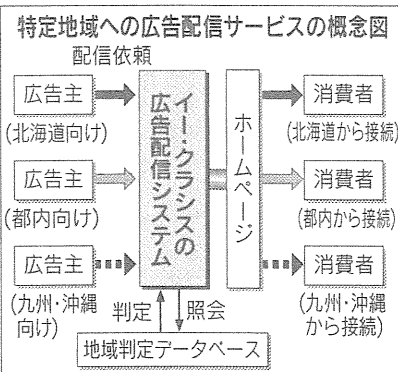 特定地域への広告配信サービスの概念図
配信依頼
広告主
(北海道向け)
広告主
(都内向け)
広告主
(九州・沖縄
向け)
イー・クラシスの
広告配信システム
ホームページ
消費者
(北海道から接続)
消費者
(都内から接続)
消費者
(九州・沖縄
から接続)
判定
照会
地域判定データベース